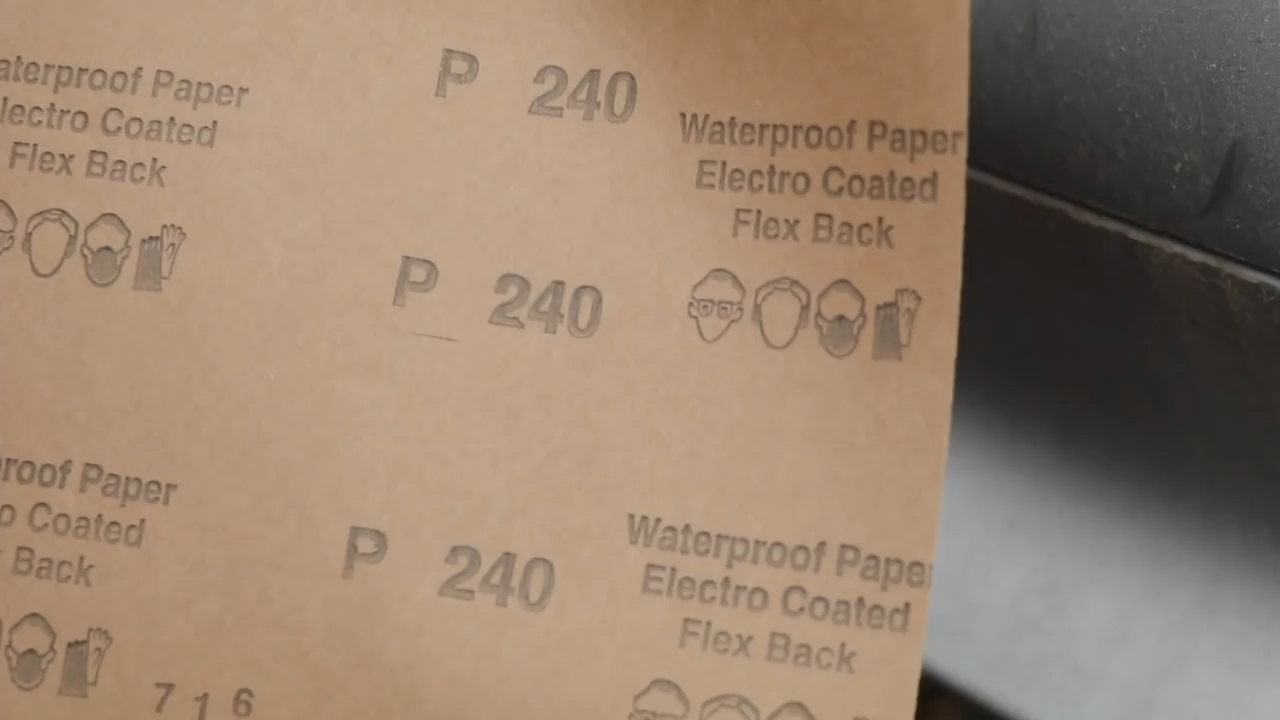 aterproof Paper
lectro Coated
Flex Back
P 240
Waterproof Paper
Electro Coated
Flex Back
P 240
roof Paper
o Coated
Back
P 240
Waterproof Pape
Electro Coated
Flex Back
7 1 6